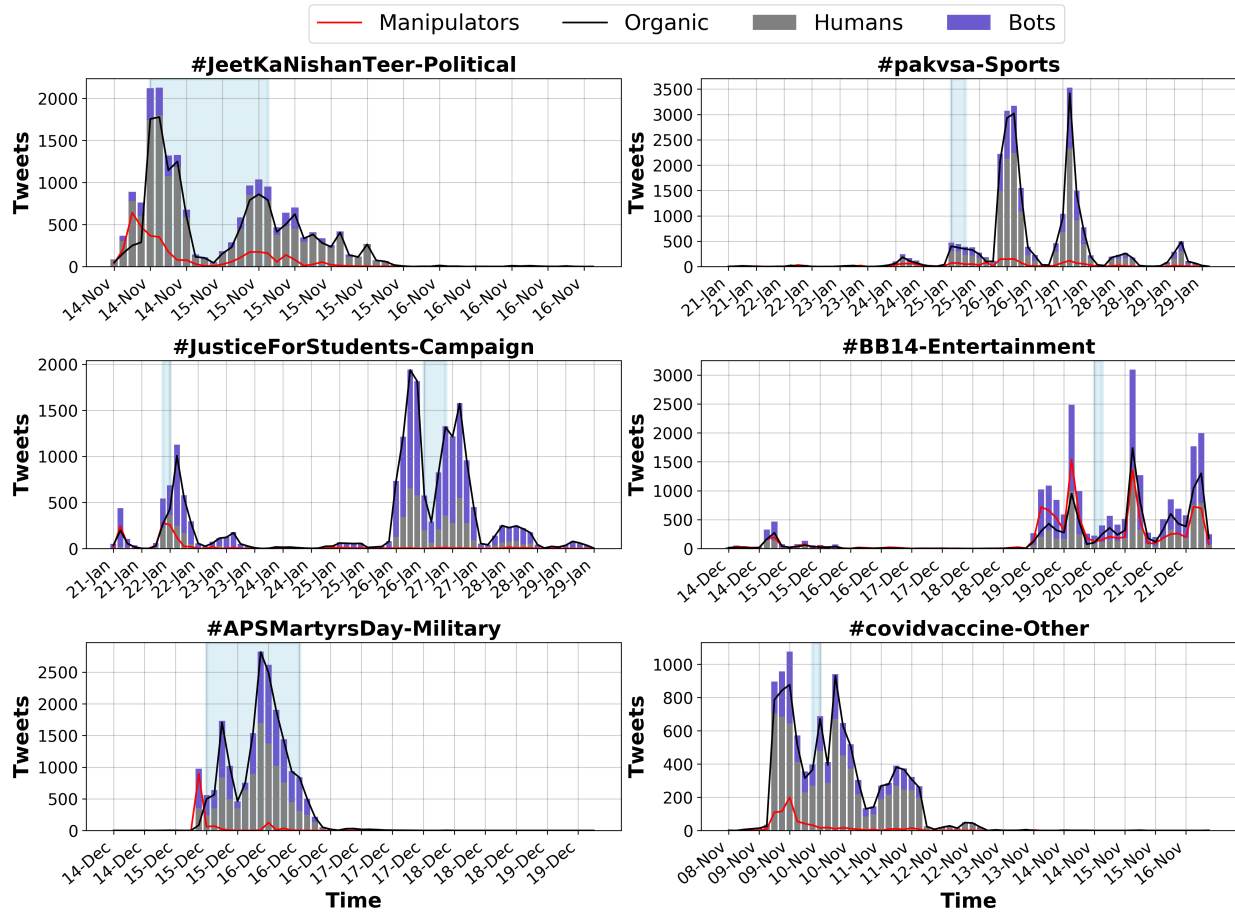 Manipulators Organic Humans Bots
#JeetKaNishanTeer-Political
Tweets
2000
1500
1000
500
0
14-Nov 14-Nov 14-Nov 15-Nov 15-Nov 15-Nov 15-Nov 15-Nov 16-Nov 16-Nov 16-Nov 16-Nov 16-Nov 16-Nov
#pakvsa-Sports
Tweets
3500
3000
2500
2000
1500
1000
500
0
21-Jan 21-Jan 22-Jan 22-Jan 23-Jan 23-Jan 24-Jan 24-Jan 25-Jan 25-Jan 26-Jan 26-Jan 27-Jan 27-Jan 28-Jan 28-Jan 29-Jan 29-Jan
#JusticeForStudents-Campaign
Tweets
2000
1500
1000
500
0
21-Jan 21-Jan 22-Jan 22-Jan 23-Jan 23-Jan 24-Jan 24-Jan 25-Jan 25-Jan 26-Jan 26-Jan 27-Jan 27-Jan 28-Jan 28-Jan 29-Jan 29-Jan
#BB14-Entertainment
Tweets
3000
2500
2000
1500
1000
500
0
14-Dec 14-Dec 15-Dec 15-Dec 16-Dec 16-Dec 17-Dec 17-Dec 18-Dec 18-Dec 19-Dec 19-Dec 20-Dec 20-Dec 21-Dec 21-Dec
#APSMartyrsDay-Military
Tweets
2500
2000
1500
1000
500
0
14-Dec 14-Dec 15-Dec 15-Dec 15-Dec 16-Dec 16-Dec 16-Dec 17-Dec 17-Dec 17-Dec 18-Dec 18-Dec 18-Dec 19-Dec 19-Dec
Time
#covidvaccine-Other
Tweets
1000
800
600
400
200
0
08-Nov 09-Nov 09-Nov 10-Nov 10-Nov 11-Nov 11-Nov 12-Nov 12-Nov 13-Nov 13-Nov 14-Nov 14-Nov 15-Nov 15-Nov 16-Nov
Time